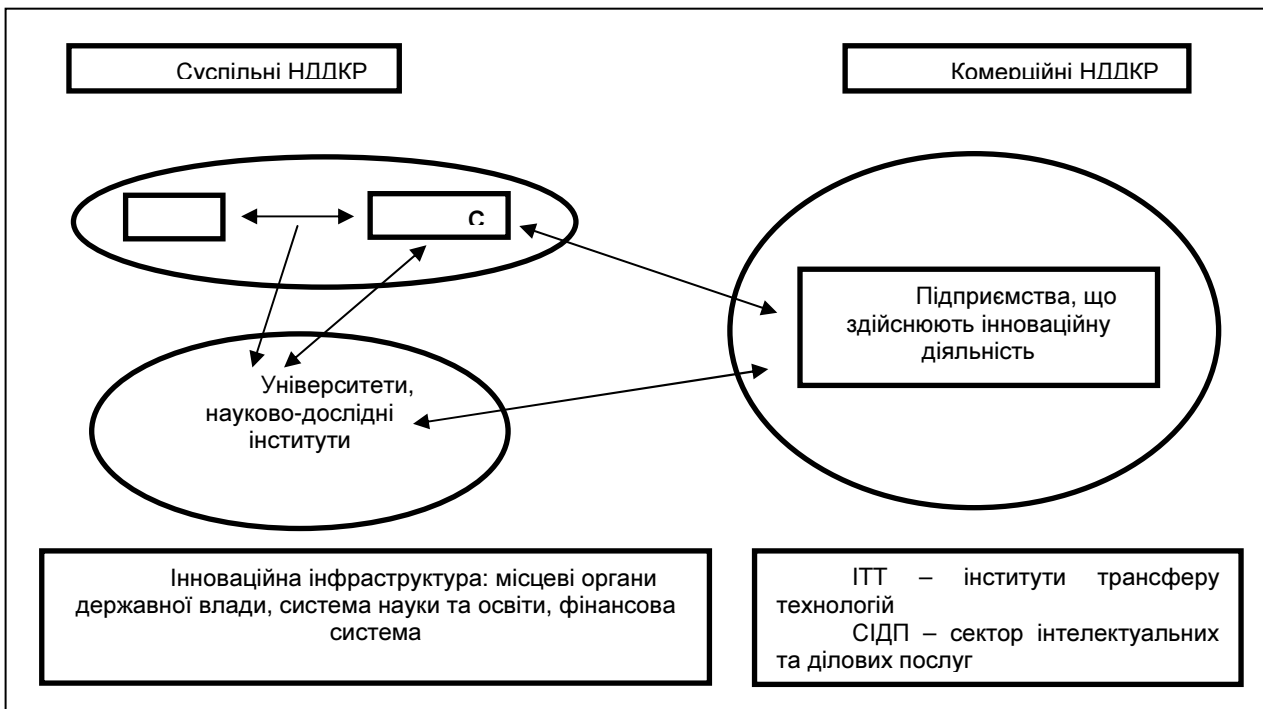 Суспільні НДДКР
Комерційні НДДКР
С
Підприємства, що
здійснюють інноваційну
діяльність
Університети,
науково-дослідні
інститути
Інноваційна інфраструктура: місцеві органи
державної влади, система науки та освіти, фінансова
система
ІТТ – інститути трансферу
технологій
СІДП – сектор інтелектуальних
та ділових послуг